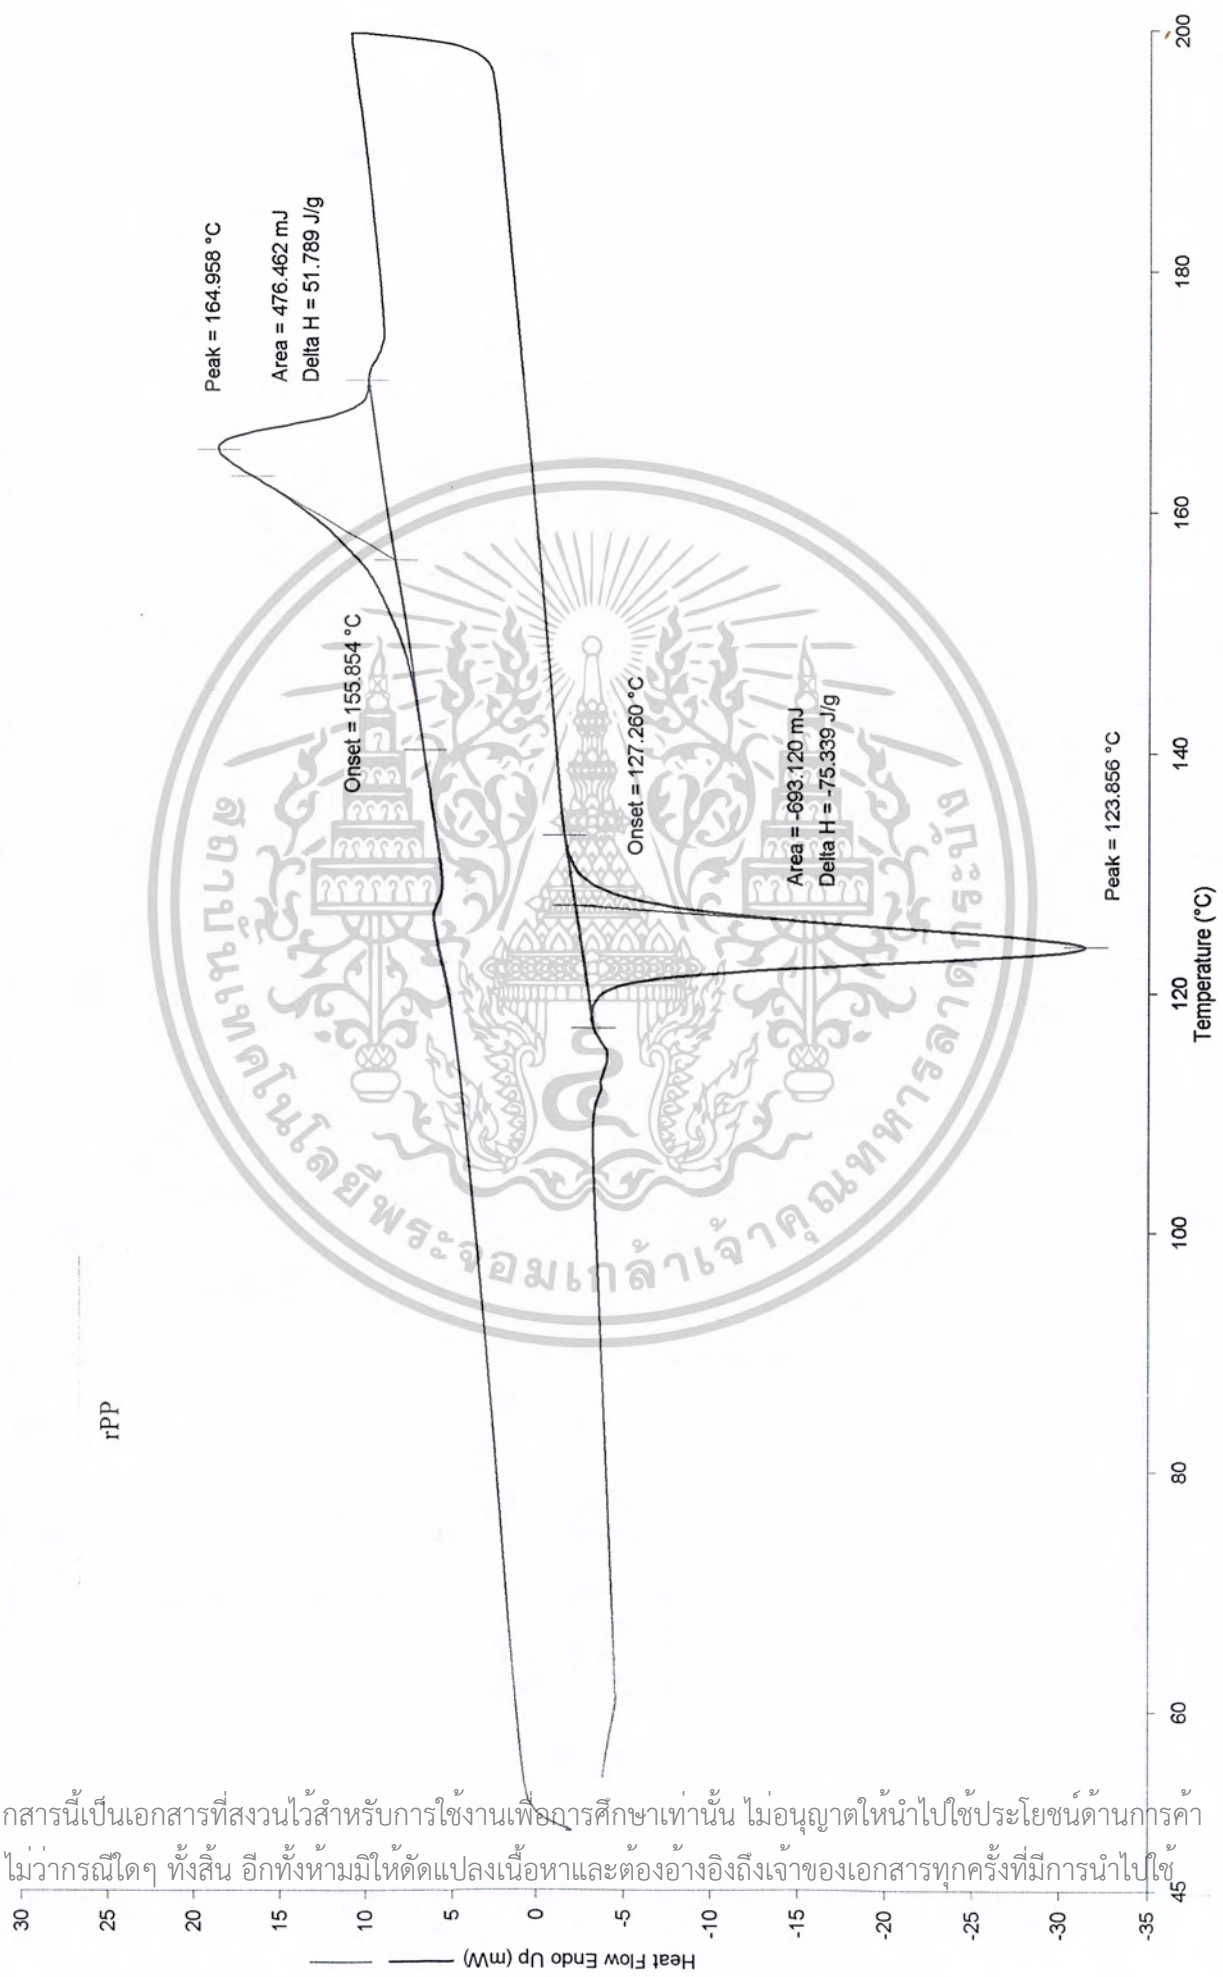 rPP
Peak = 164.958 °C
Area = 476.462 mJ
Delta H = 51.789 J/g
Onset = 155.854 °C
Onset = 127.260 °C
Area = -693.120 mJ
Delta H = -75.339 J/g
Peak = 123.856 °C
Heat Flow Endo Up (mW)
30
25
20
15
10
5
0
-5
-10
-15
-20
-25
-30
-35
45
60
80
100
120
140
160
180
200
Temperature (°C)
สถาบันเทคโนโลยีพระจอมเกล้าเจ้าคุณทหารลาดกระบัง
กสารนี้เป็นเอกสารที่สงวนไว้สำหรับการใช้งานเพื่อการศึกษาเท่านั้น ไม่อนุญาตให้นำไปใช้ประโยชน์ด้านการค้า
ไม่ว่ากรณีใดๆ ทั้งสิ้น อีกทั้งห้ามมิให้ดัดแปลงเนื้อหาและต้องอ้างอิงถึงเจ้าของเอกสารทุกครั้งที่มีการนำไปใช้